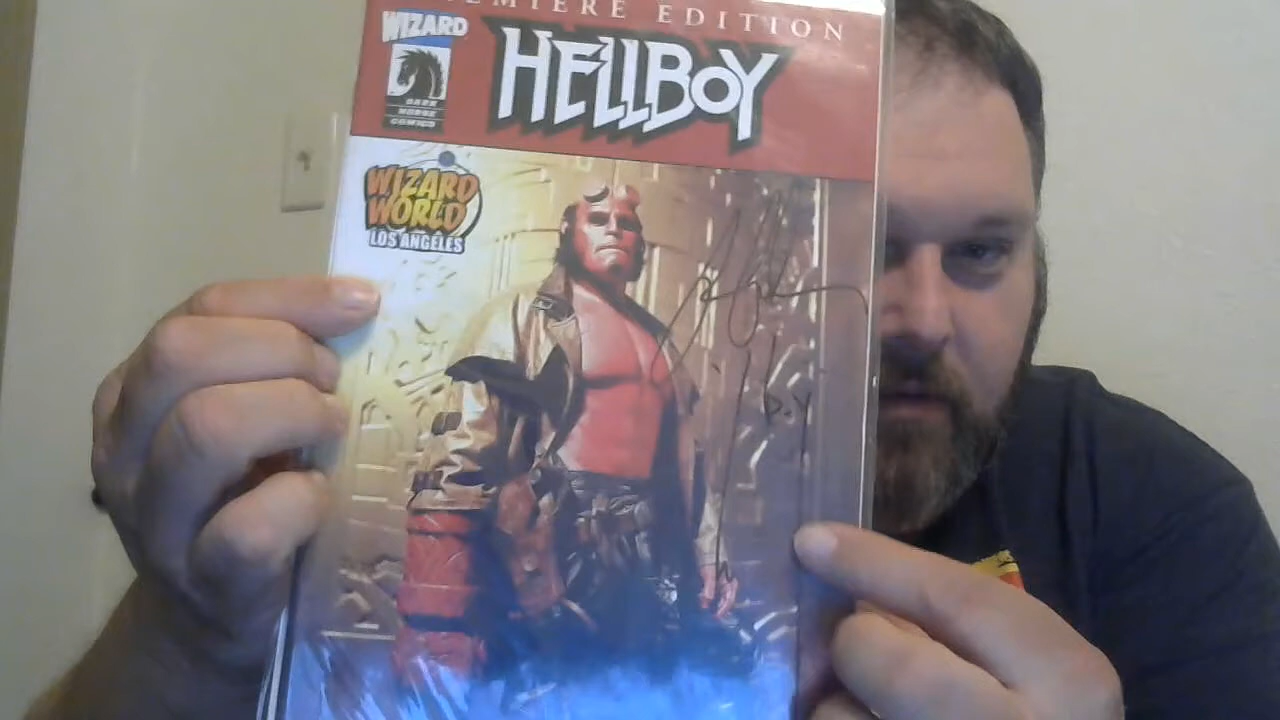 EMIERE EDITION
WIZARD
HELLBOY
DARK
HORSE
COMICS
WIZARD
WORLD
LOS ANGELES